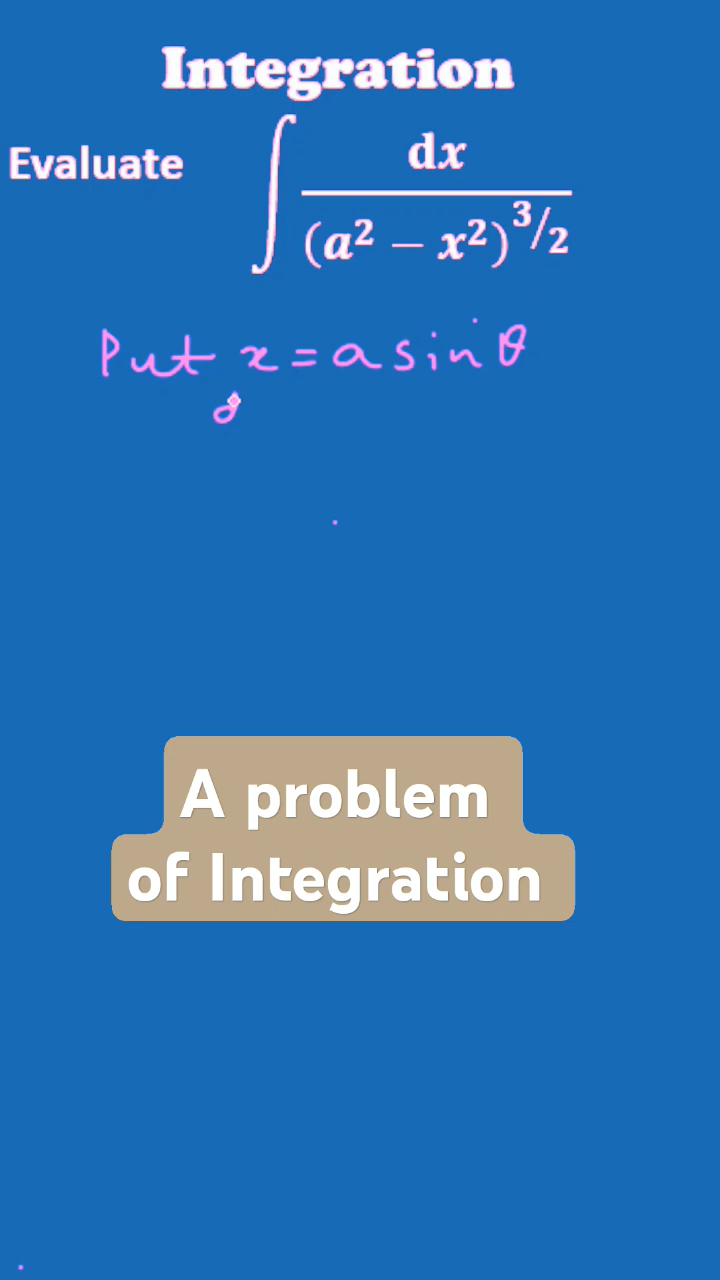 Integration
Evaluate ∫ dx / (a² − x²)^3/2
Put x = a sin θ
d
A problem
of Integration